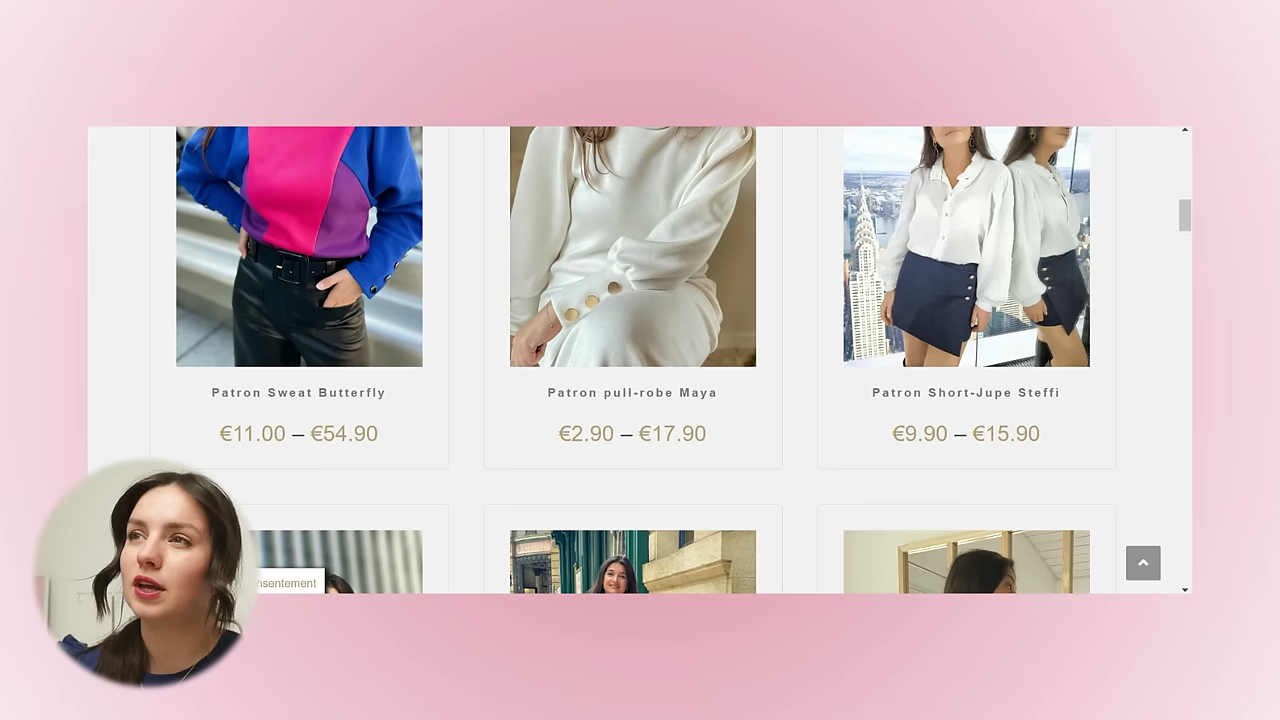 Patron Sweat Butterfly
Patron pull-robe Maya
Patron Short-Jupe Steffi
€11.00 – €54.90
€2.90 – €17.90
€9.90 – €15.90
nsentement